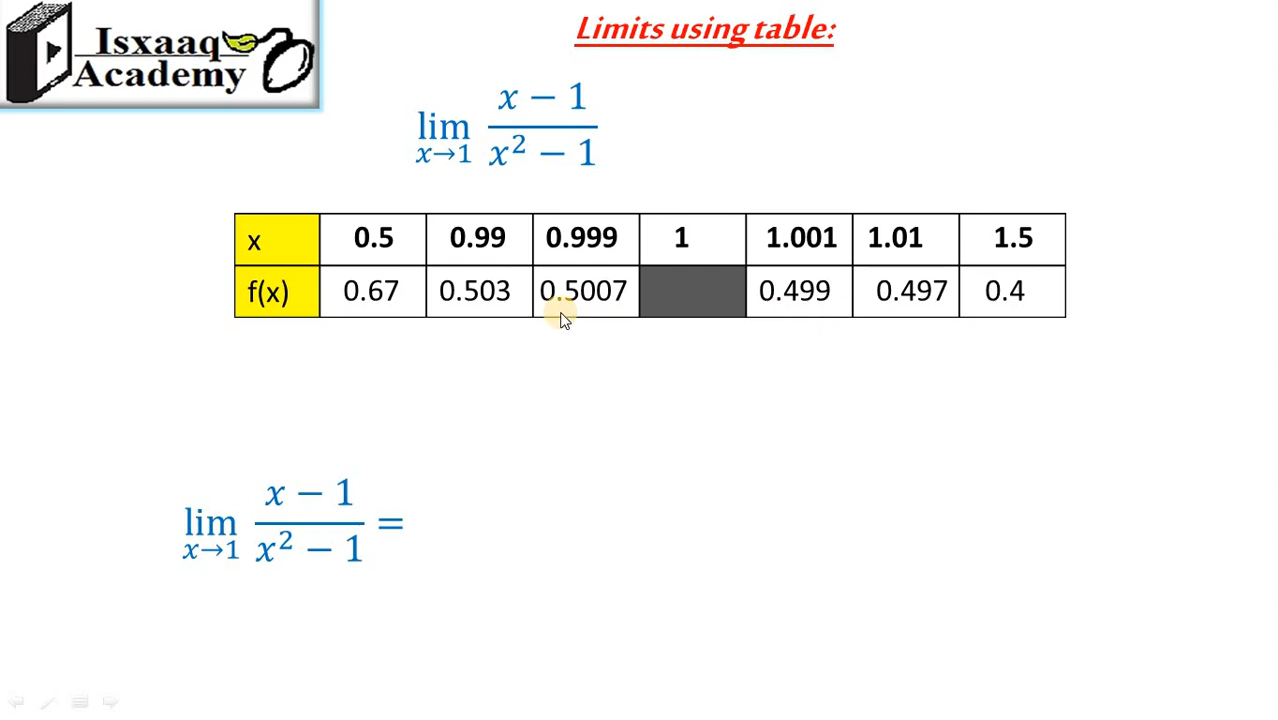 Isxaaq
Academy
Limits using table:
lim x→1 (x − 1)/(x² − 1)
x 0.5 0.99 0.999 1 1.001 1.01 1.5
f(x) 0.67 0.503 0.5007 0.499 0.497 0.4
lim x→1 (x − 1)/(x² − 1) =